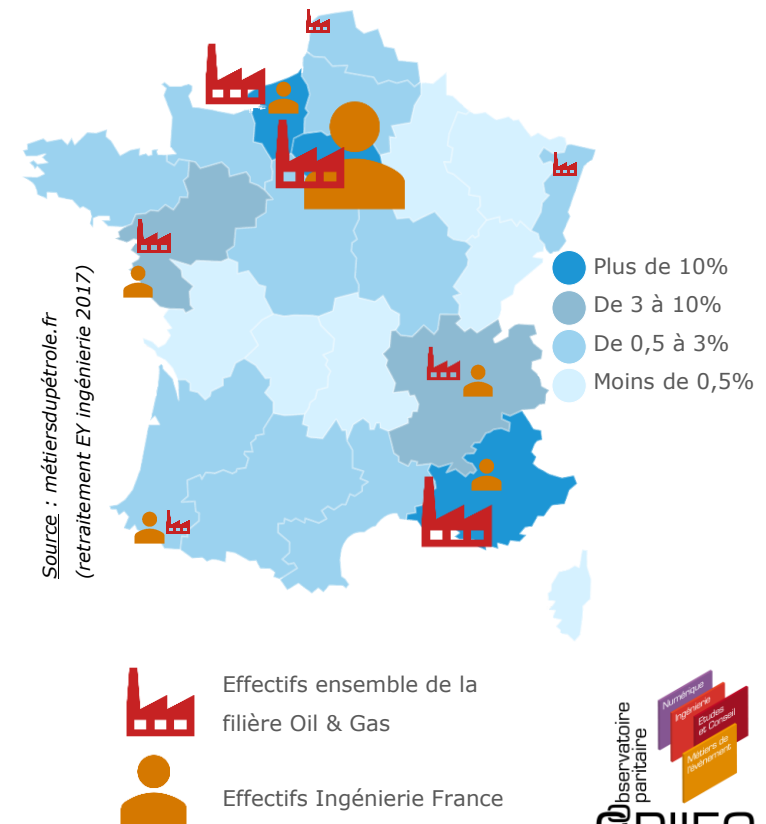 Plus de 10%
De 3 à 10%
De 0,5 à 3%
Moins de 0,5%
Source : métiersdupétrole.fr
(retraitement EY ingénierie 2017)
Effectifs ensemble de la
filière Oil & Gas
Effectifs Ingénierie France
Numérique
Ingénierie
Etudes
et Conseil
Métiers de
l'évènement
Observatoire
paritaire